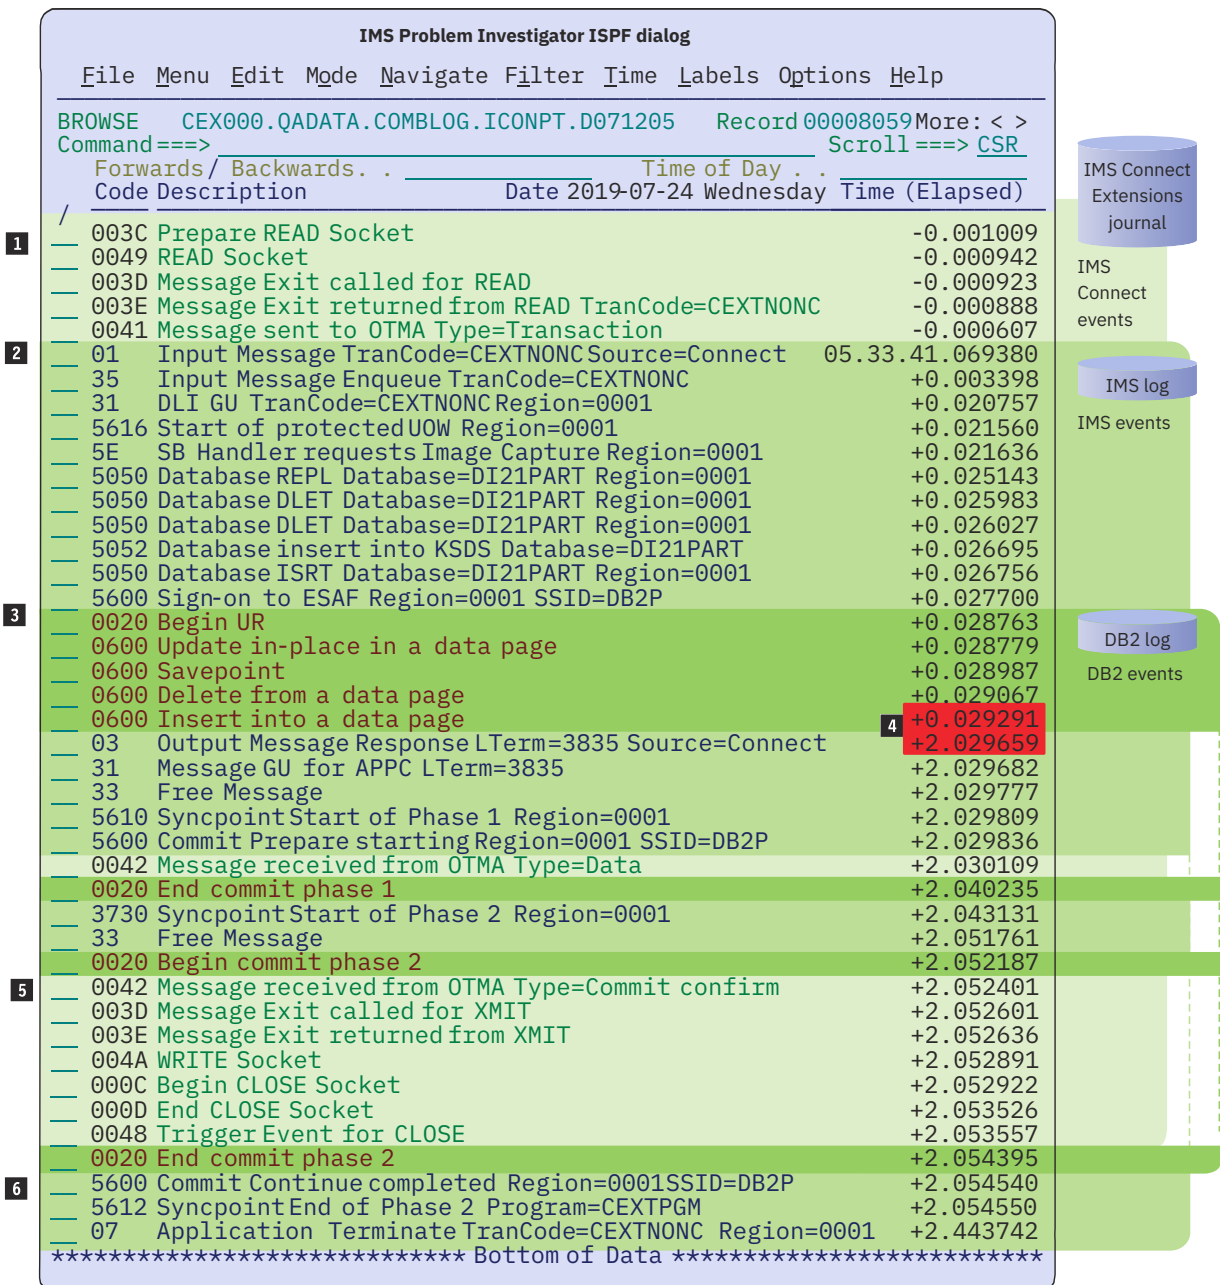 IMS Problem Investigator ISPF dialog
File Menu Edit Mode Navigate Filter Time Labels Options Help
BROWSE CEX000.QADATA.COMBLOG.ICONPT.D071205 Record 00008059 More: < >
Command ===> Scroll ===> CSR
Forwards / Backwards . . Time of Day . .
Code Description Date 2019-07-24 Wednesday Time (Elapsed)
/
1
003C Prepare READ Socket -0.001009
0049 READ Socket -0.000942
003D Message Exit called for READ -0.000923
003E Message Exit returned from READ TranCode=CEXTNONC -0.000888
0041 Message sent to OTMA Type=Transaction -0.000607
2
01 Input Message TranCode=CEXTNONC Source=Connect 05.33.41.069380
35 Input Message Enqueue TranCode=CEXTNONC +0.003398
31 DLI GU TranCode=CEXTNONC Region=0001 +0.020757
5616 Start of protected UOW Region=0001 +0.021560
5E SB Handler requests Image Capture Region=0001 +0.021636
5050 Database REPL Database=DI21PART Region=0001 +0.025143
5050 Database DLET Database=DI21PART Region=0001 +0.025983
5050 Database DLET Database=DI21PART Region=0001 +0.026027
5052 Database insert into KSDS Database=DI21PART +0.026695
5050 Database ISRT Database=DI21PART Region=0001 +0.026756
5600 Sign-on to ESAF Region=0001 SSID=DB2P +0.027700
3
0020 Begin UR +0.028763
0600 Update in-place in a data page +0.028779
0600 Savepoint +0.028987
0600 Delete from a data page +0.029067
0600 Insert into a data page 4 +0.029291
03 Output Message Response LTerm=3835 Source=Connect +2.029659
31 Message GU for APPC LTerm=3835 +2.029682
33 Free Message +2.029777
5610 Syncpoint Start of Phase 1 Region=0001 +2.029809
5600 Commit Prepare starting Region=0001 SSID=DB2P +2.029836
0042 Message received from OTMA Type=Data +2.030109
0020 End commit phase 1 +2.040235
3730 Syncpoint Start of Phase 2 Region=0001 +2.043131
33 Free Message +2.051761
0020 Begin commit phase 2 +2.052187
5
0042 Message received from OTMA Type=Commit confirm +2.052401
003D Message Exit called for XMIT +2.052601
003E Message Exit returned from XMIT +2.052636
004A WRITE Socket +2.052891
000C Begin CLOSE Socket +2.052922
000D End CLOSE Socket +2.053526
0048 Trigger Event for CLOSE +2.053557
0020 End commit phase 2 +2.054395
6
5600 Commit Continue completed Region=0001 SSID=DB2P +2.054540
5612 Syncpoint End of Phase 2 Program=CEXTPGM +2.054550
07 Application Terminate TranCode=CEXTNONC Region=0001 +2.443742
***************************** Bottom of Data **************************
IMS Connect
Extensions
journal
IMS
Connect
events
IMS log
IMS events
DB2 log
DB2 events